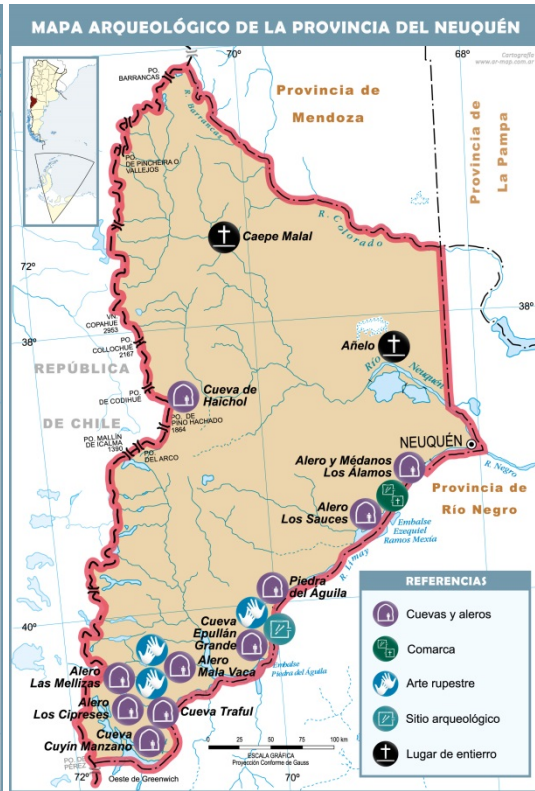 MAPA ARQUEOLÓGICO DE LA PROVINCIA DEL NEUQUÉN
70°
68°
Cartografía
www.ar-map.com.ar
PO.
BARRANCAS
R. Barrancas
Provincia de
Mendoza
Provincia de
La Pampa
PO.
DE PINCHEIRA O
VALLEJOS
R. Colorado
Caepe Malal
72°
38°
VN.
COPAHUE
2953
38°
PO.
COLLOCHUE
2167
Añelo
Río Neuquén
REPÚBLICA
DE CHILE
PO.
DE CODIHUE
Cueva de
Haichol
PO. DE
PINO HACHADO
1864
PO. MALLÍN
DE ICALMA
1390
PO.
DEL ARCO
NEUQUÉN
R. Negro
Alero y Médanos
Los Álamos
Provincia de
Río Negro
Alero
Los Sauces
Embalse
Ezequiel
Ramos Mexía
R. Limay
Piedra
del Águila
40°
Cueva
Epullán
Grande
Embalse
Piedra del Águila
Alero
Mala Vaca
Alero
Las Mellizas
Alero
Los Cipreses
Cueva Traful
Cueva
Cuyín Manzano
PO. DE
PÉREZ
72°
Oeste de Greenwich
70°
0 25 50 75 100 km
ESCALA GRÁFICA
Proyección Conforme de Gauss
REFERENCIAS
Cuevas y aleros
Comarca
Arte rupestre
Sitio arqueológico
Lugar de entierro